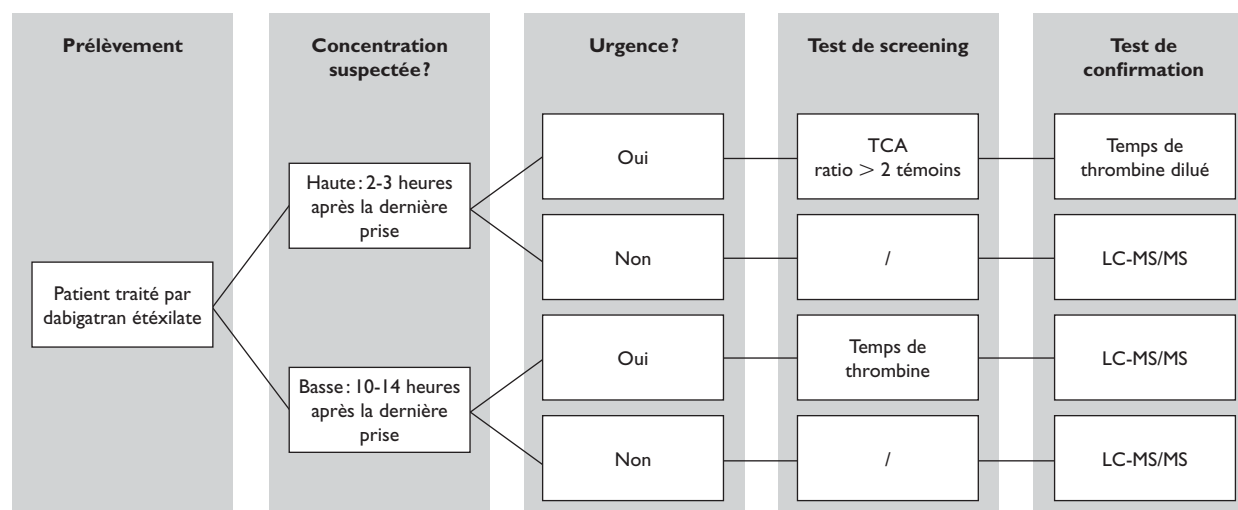 Prélèvement
Concentration
suspectée ?
Urgence ?
Test de screening
Test de
confirmation
Patient traité par
dabigatran étéxilate
Haute : 2-3 heures
après la dernière
prise
Oui
TCA
ratio > 2 témoins
Temps de
thrombine dilué
Non
/
LC-MS/MS
Basse : 10-14 heures
après la dernière
prise
Oui
Temps de
thrombine
LC-MS/MS
Non
/
LC-MS/MS